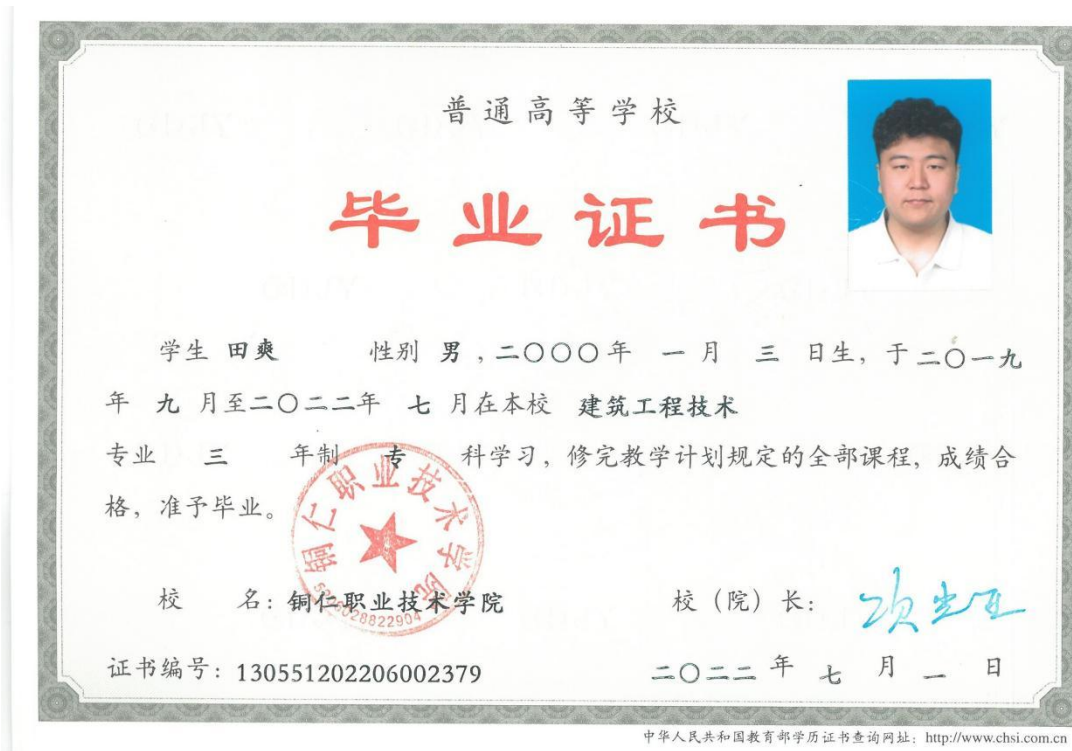 普通高等学校
毕业证书
学生 田爽 性别 男，二〇〇〇年 一 月 三 日生，于二〇一九
年 九 月至二〇二二年 七 月在本校 建筑工程技术
专业 三 年制 专 科学习，修完教学计划规定的全部课程，成绩合
格，准予毕业。
铜仁职业技术学院
校 名：铜仁职业技术学院 校（院）长：
证书编号：130551202206002379 二〇二二 年 七 月 一 日
中华人民共和国教育部学历证书查询网址：http://www.chsi.com.cn